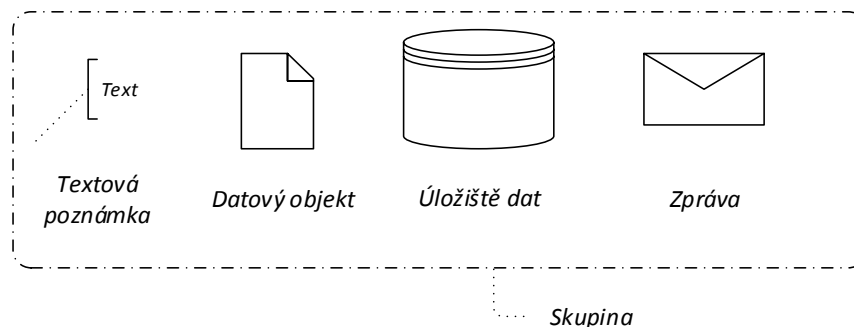 Text
Textová
poznámka
Datový objekt
Úložiště dat
Zpráva
Skupina